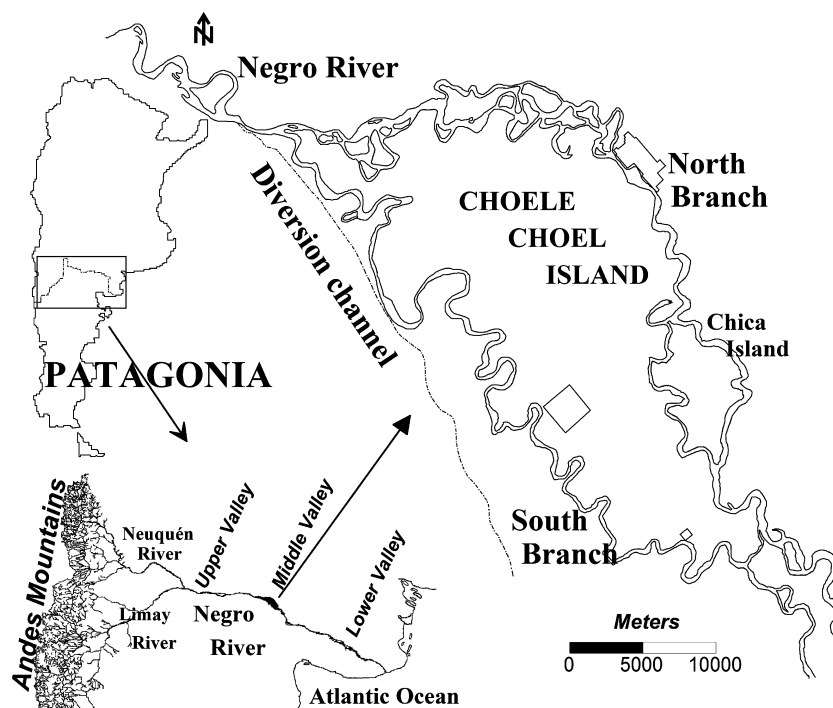 N
Negro River
North
Branch
CHOELE
CHOEL
ISLAND
Diversion channel
Chica
Island
PATAGONIA
South
Branch
Andes Mountains
Neuquén
River
Upper Valley
Middle Valley
Lower Valley
Limay
River
Negro
River
Atlantic Ocean
Meters
0 5000 10000